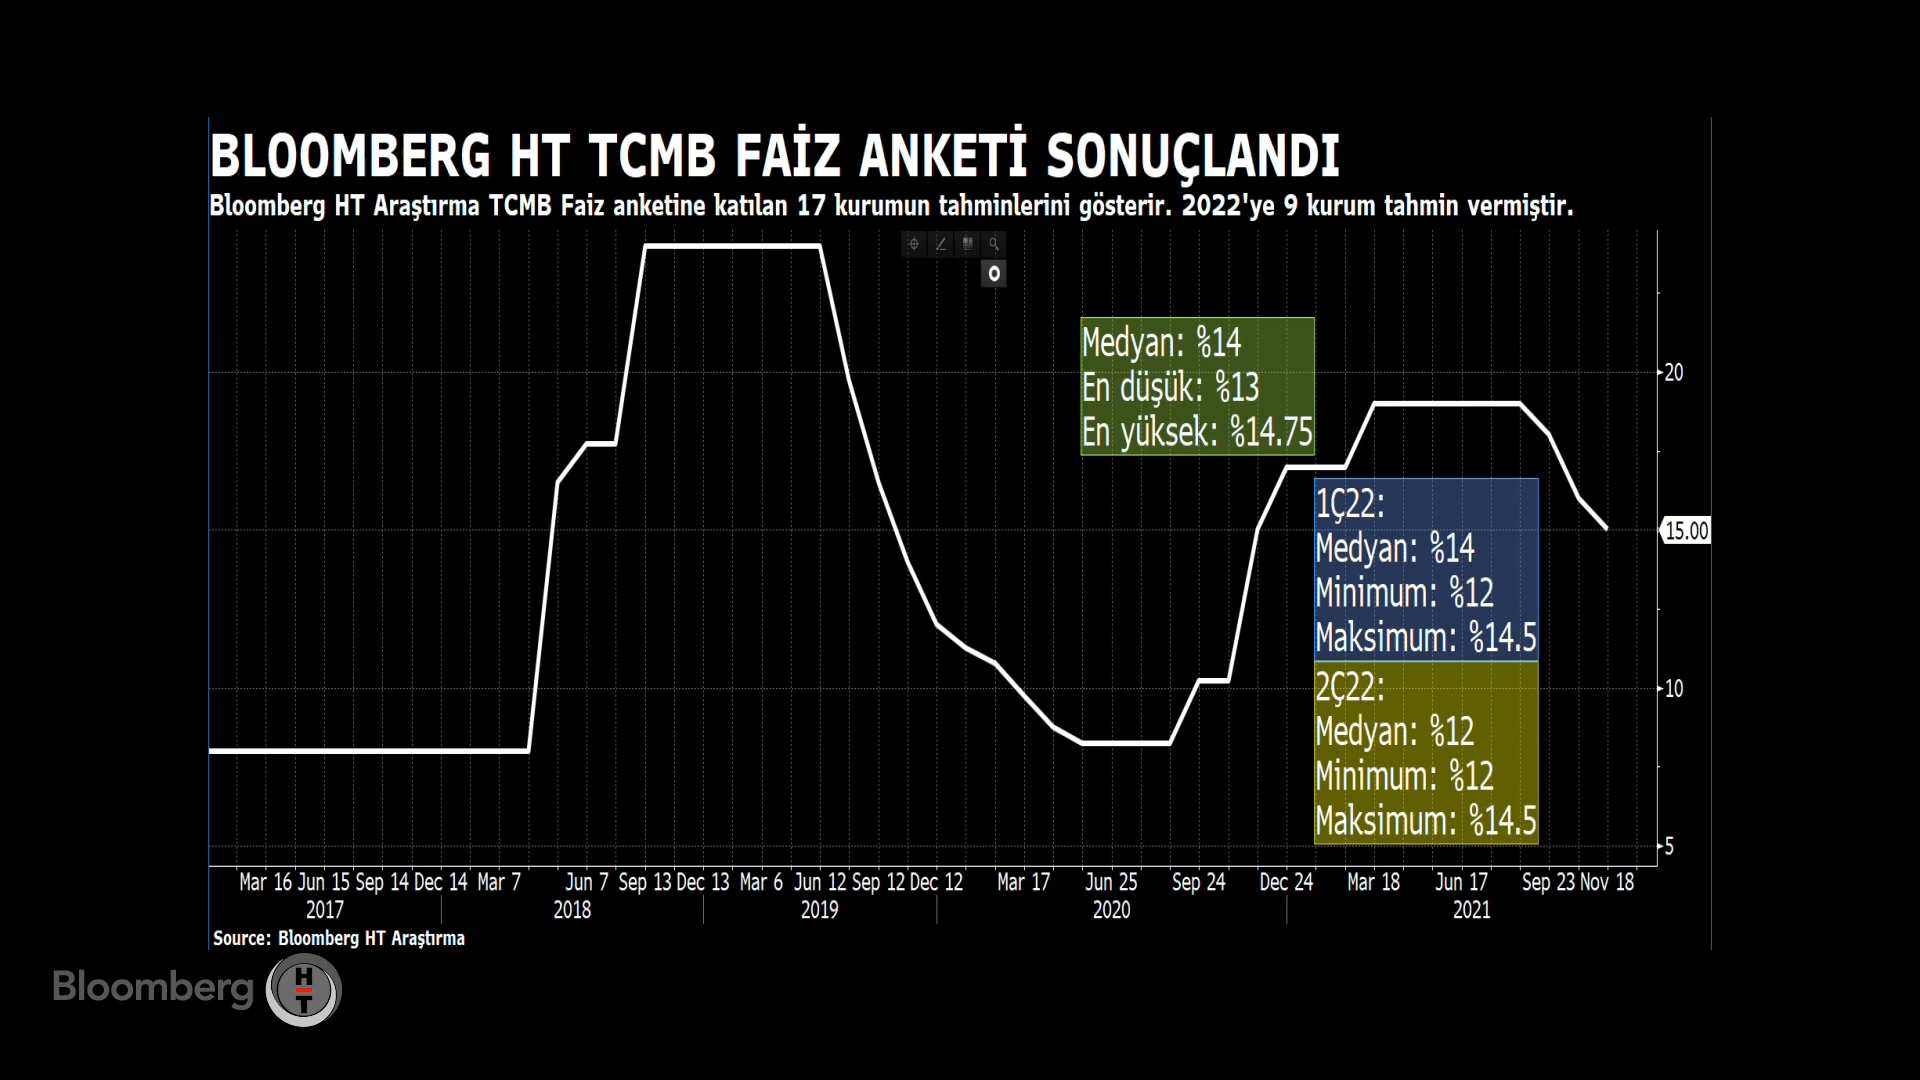 BLOOMBERG HT TCMB FAİZ ANKETİ SONUÇLANDI
Bloomberg HT Araştırma TCMB Faiz anketine katılan 17 kurumun tahminlerini gösterir. 2022'ye 9 kurum tahmin vermiştir.
Medyan: %14
En düşük: %13
En yüksek: %14.75
1Ç22:
Medyan: %14
Minimum: %12
Maksimum: %14.5
2Ç22:
Medyan: %12
Minimum: %12
Maksimum: %14.5
20
15.00
10
5
Mar 16 Jun 15 Sep 14 Dec 14 Mar 7 Jun 7 Sep 13 Dec 13 Mar 6 Jun 12 Sep 12 Dec 12 Mar 17 Jun 25 Sep 24 Dec 24 Mar 18 Jun 17 Sep 23 Nov 18
2017 2018 2019 2020 2021
Source: Bloomberg HT Araştırma
Bloomberg HT